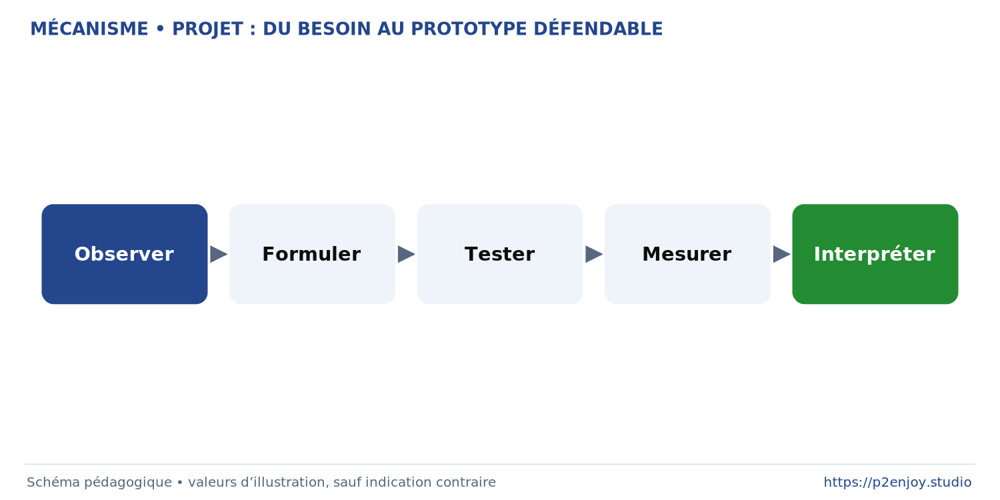 MÉCANISME • PROJET : DU BESOIN AU PROTOTYPE DÉFENDABLE
Observer
Formuler
Tester
Mesurer
Interpréter
Schéma pédagogique • valeurs d’illustration, sauf indication contraire
https://p2enjoy.studio